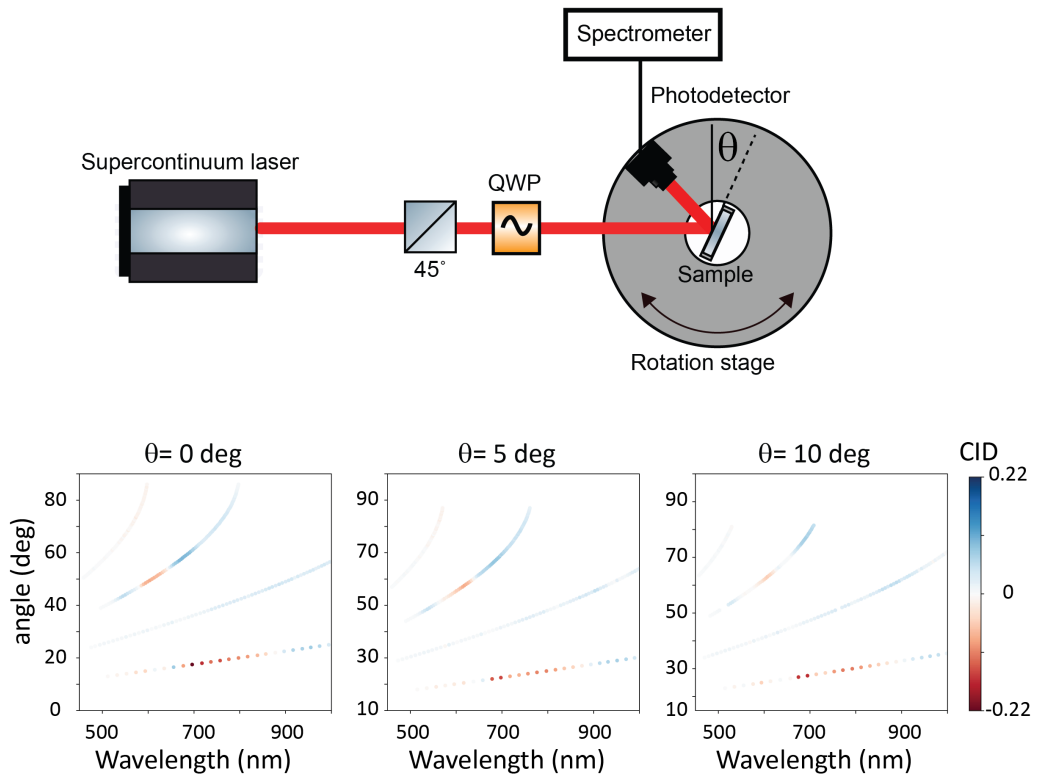 Spectrometer
Photodetector
θ
Supercontinuum laser
QWP
45°
Sample
Rotation stage
θ= 0 deg
θ= 5 deg
θ= 10 deg
CID
angle (deg)
80
60
40
20
0
90
70
50
30
10
90
70
50
30
10
0.22
0
-0.22
500 700 900
500 700 900
500 700 900
Wavelength (nm)
Wavelength (nm)
Wavelength (nm)